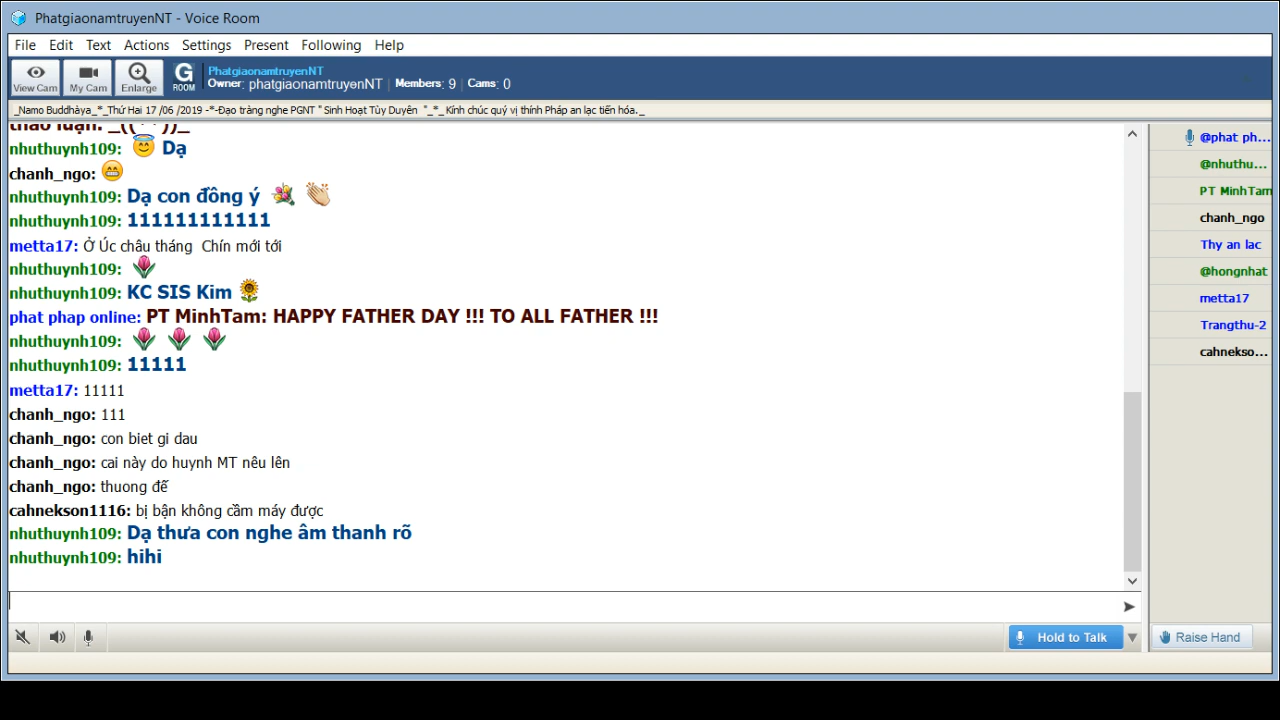 PhatgiaonamtruyenNT - Voice Room
File Edit Text Actions Settings Present Following Help
View Cam My Cam Enlarge G ROOM
PhatgiaonamtruyenNT
Owner: phatgiaonamtruyenNT | Members: 9 | Cams: 0
_Namo Buddhàya_*_Thứ Hai 17 /06 /2019 -*-Đạo tràng nghe PGNT " Sinh Hoạt Tùy Duyên "_*_ Kính chúc quý vị thính Pháp an lạc tiến hóa._
thảo luận:
nhuthuynh109: Dạ
chanh_ngo:
nhuthuynh109: Dạ con đồng ý
nhuthuynh109: 111111111111
metta17: Ở Úc châu tháng Chín mới tới
nhuthuynh109:
nhuthuynh109: KC SIS Kim
phat phap online: PT MinhTam: HAPPY FATHER DAY !!! TO ALL FATHER !!!
nhuthuynh109:
nhuthuynh109: 11111
metta17: 11111
chanh_ngo: 111
chanh_ngo: con biet gi dau
chanh_ngo: cai này do huynh MT nêu lên
chanh_ngo: thuong đế
cahnekson1116: bị bận không cầm máy được
nhuthuynh109: Dạ thưa con nghe âm thanh rõ
nhuthuynh109: hihi
@phat ph...
@nhuthu...
PT MinhTam
chanh_ngo
Thy an lac
@hongnhat
metta17
Trangthu-2
cahnekso...
Hold to Talk
Raise Hand